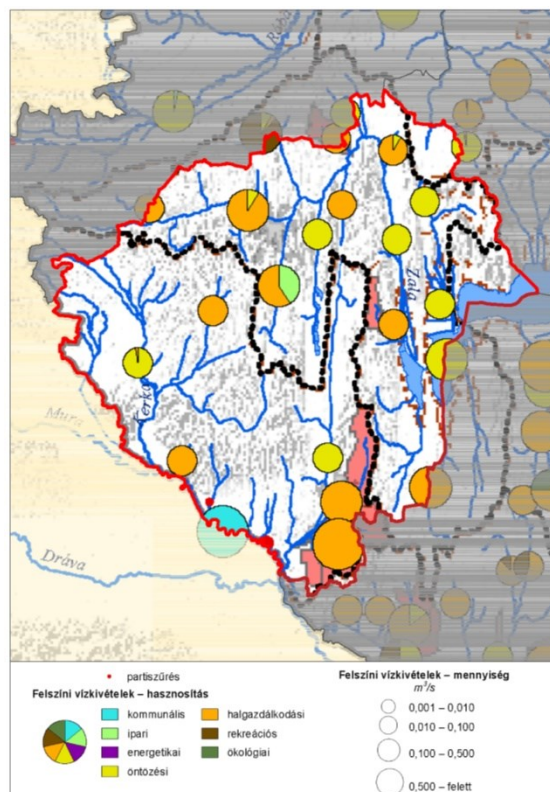 Rába
Zala
Kerka
Mura
Dráva
partiszűrés
Felszíni vízkivételek – hasznosítás
kommunális
ipari
energetikai
öntözési
halgazdálkodási
rekreációs
ökológiai
Felszíni vízkivételek – mennyiség
m³/s
0,001 – 0,010
0,010 – 0,100
0,100 – 0,500
0,500 – felett